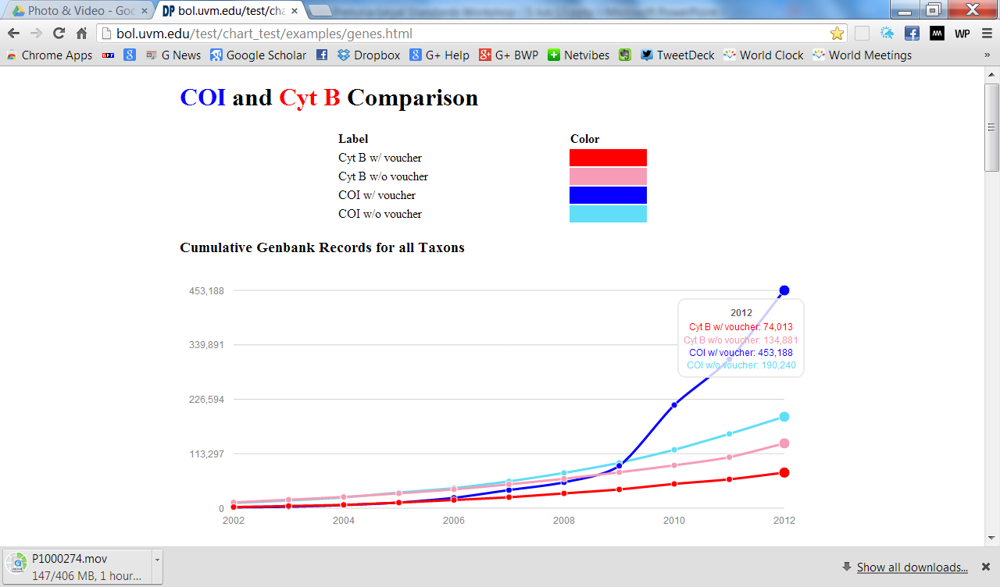 Photo & Video - Goo
bol.uvm.edu/test/cha
bol.uvm.edu/test/chart_test/examples/genes.html
WP
Chrome Apps
npr
G News
Google Scholar
Dropbox
G+ Help
G+ BWP
Netvibes
TweetDeck
World Clock
World Meetings
»
COI and Cyt B Comparison
Label Color
Cyt B w/ voucher
Cyt B w/o voucher
COI w/ voucher
COI w/o voucher
Cumulative Genbank Records for all Taxons
453,188
339,891
226,594
113,297
0
2012
Cyt B w/ voucher: 74,013
Cyt B w/o voucher: 134,881
COI w/ voucher: 453,188
COI w/o voucher: 190,240
2002 2004 2006 2008 2010 2012
P1000274.mov
147/406 MB, 1 hour...
Show all downloads...